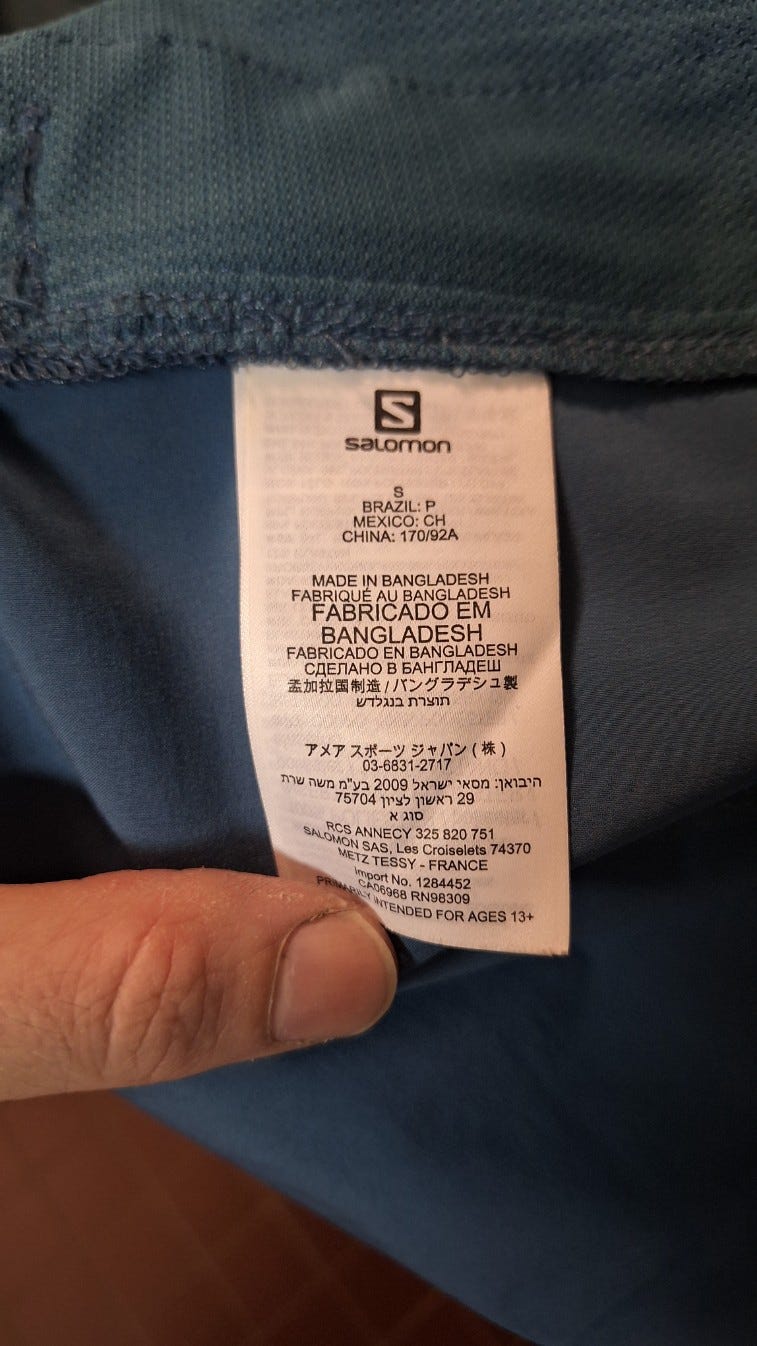 S
salomon
S
BRAZIL: P
MEXICO: CH
CHINA: 170/92A
MADE IN BANGLADESH
FABRIQUÉ AU BANGLADESH
FABRICADO EM
BANGLADESH
FABRICADO EN BANGLADESH
СДЕЛАНО В БАНГЛАДЕШ
孟加拉国制造 / バングラデシュ製
תוצרת בנגלדש
アメア スポーツ ジャパン ( 株 )
03-6831-2717
היבואן: מסאי ישראל 2009 בע"מ משה שרת
29 ראשון לציון 75704
סוג א
RCS ANNECY 325 820 751
SALOMON SAS, Les Croiselets 74370
METZ TESSY - FRANCE
Import No. 1284452
CA06968 RN98309
PRIMARILY INTENDED FOR AGES 13+